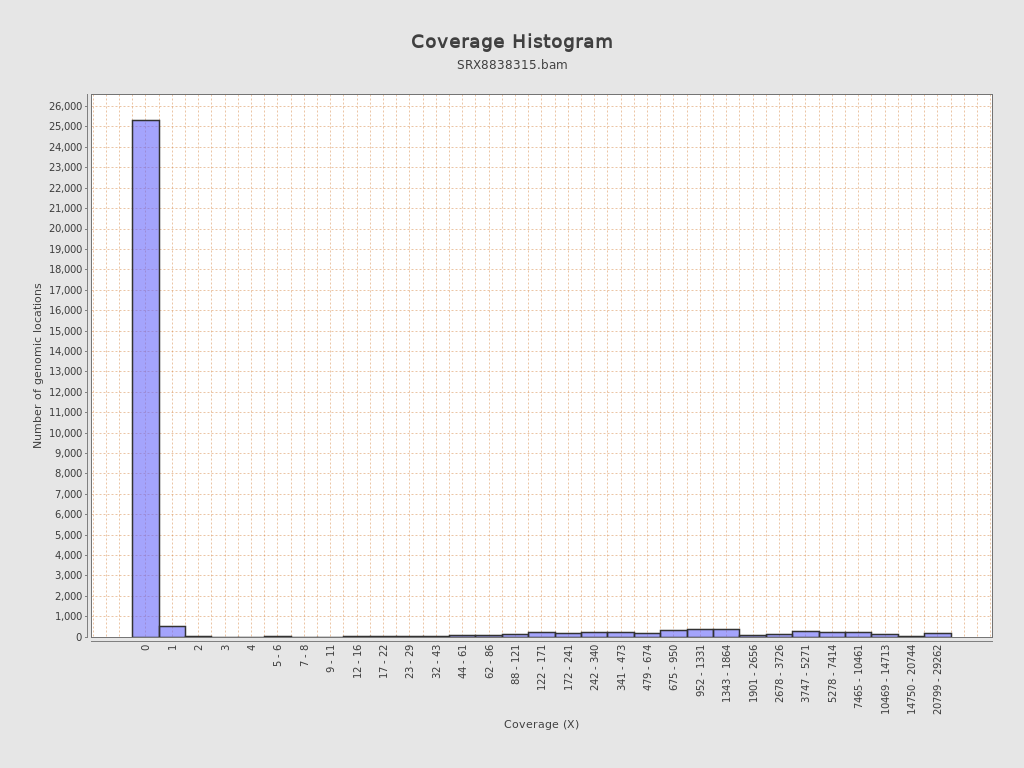 Coverage Histogram
SRX8838315.bam
Number of genomic locations
26,000
25,000
24,000
23,000
22,000
21,000
20,000
19,000
18,000
17,000
16,000
15,000
14,000
13,000
12,000
11,000
10,000
9,000
8,000
7,000
6,000
5,000
4,000
3,000
2,000
1,000
0
0
1
2
3
4
5 - 6
7 - 8
9 - 11
12 - 16
17 - 22
23 - 29
32 - 43
44 - 61
62 - 86
88 - 121
122 - 171
172 - 241
242 - 340
341 - 473
479 - 674
675 - 950
952 - 1331
1343 - 1864
1901 - 2656
2678 - 3726
3747 - 5271
5278 - 7414
7465 - 10461
10469 - 14713
14750 - 20744
20799 - 29262
Coverage (X)